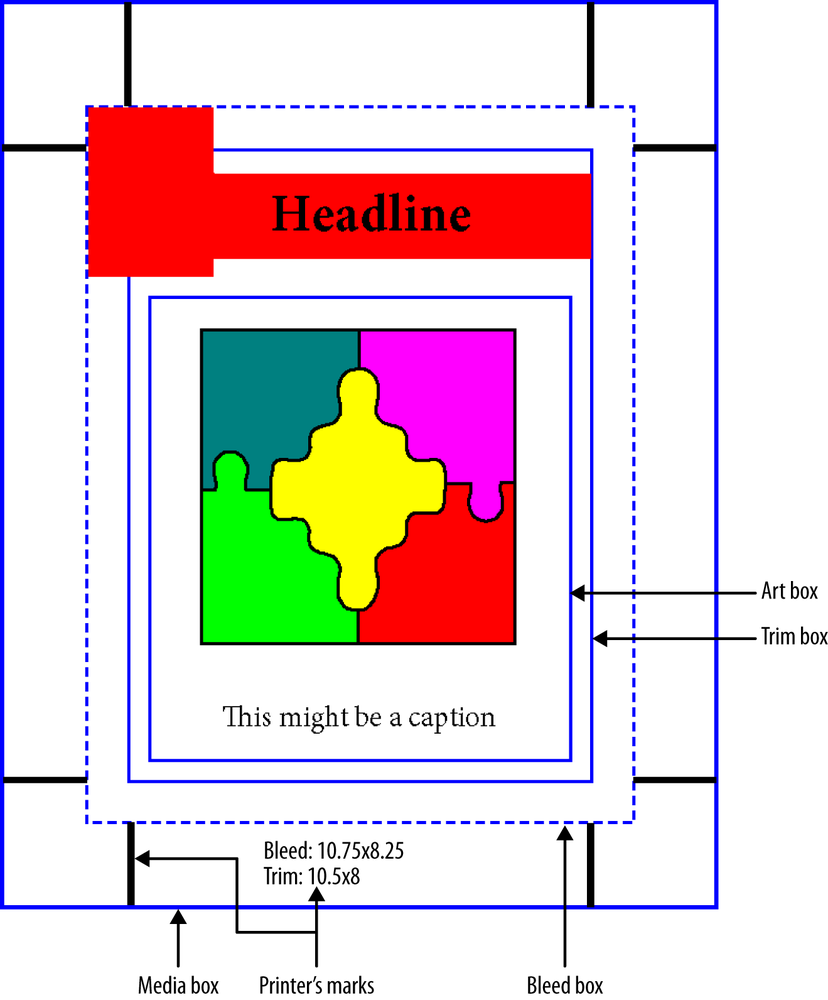 Headline
This might be a caption
Art box
Trim box
Bleed: 10.75x8.25
Trim: 10.5x8
Media box
Printer’s marks
Bleed box